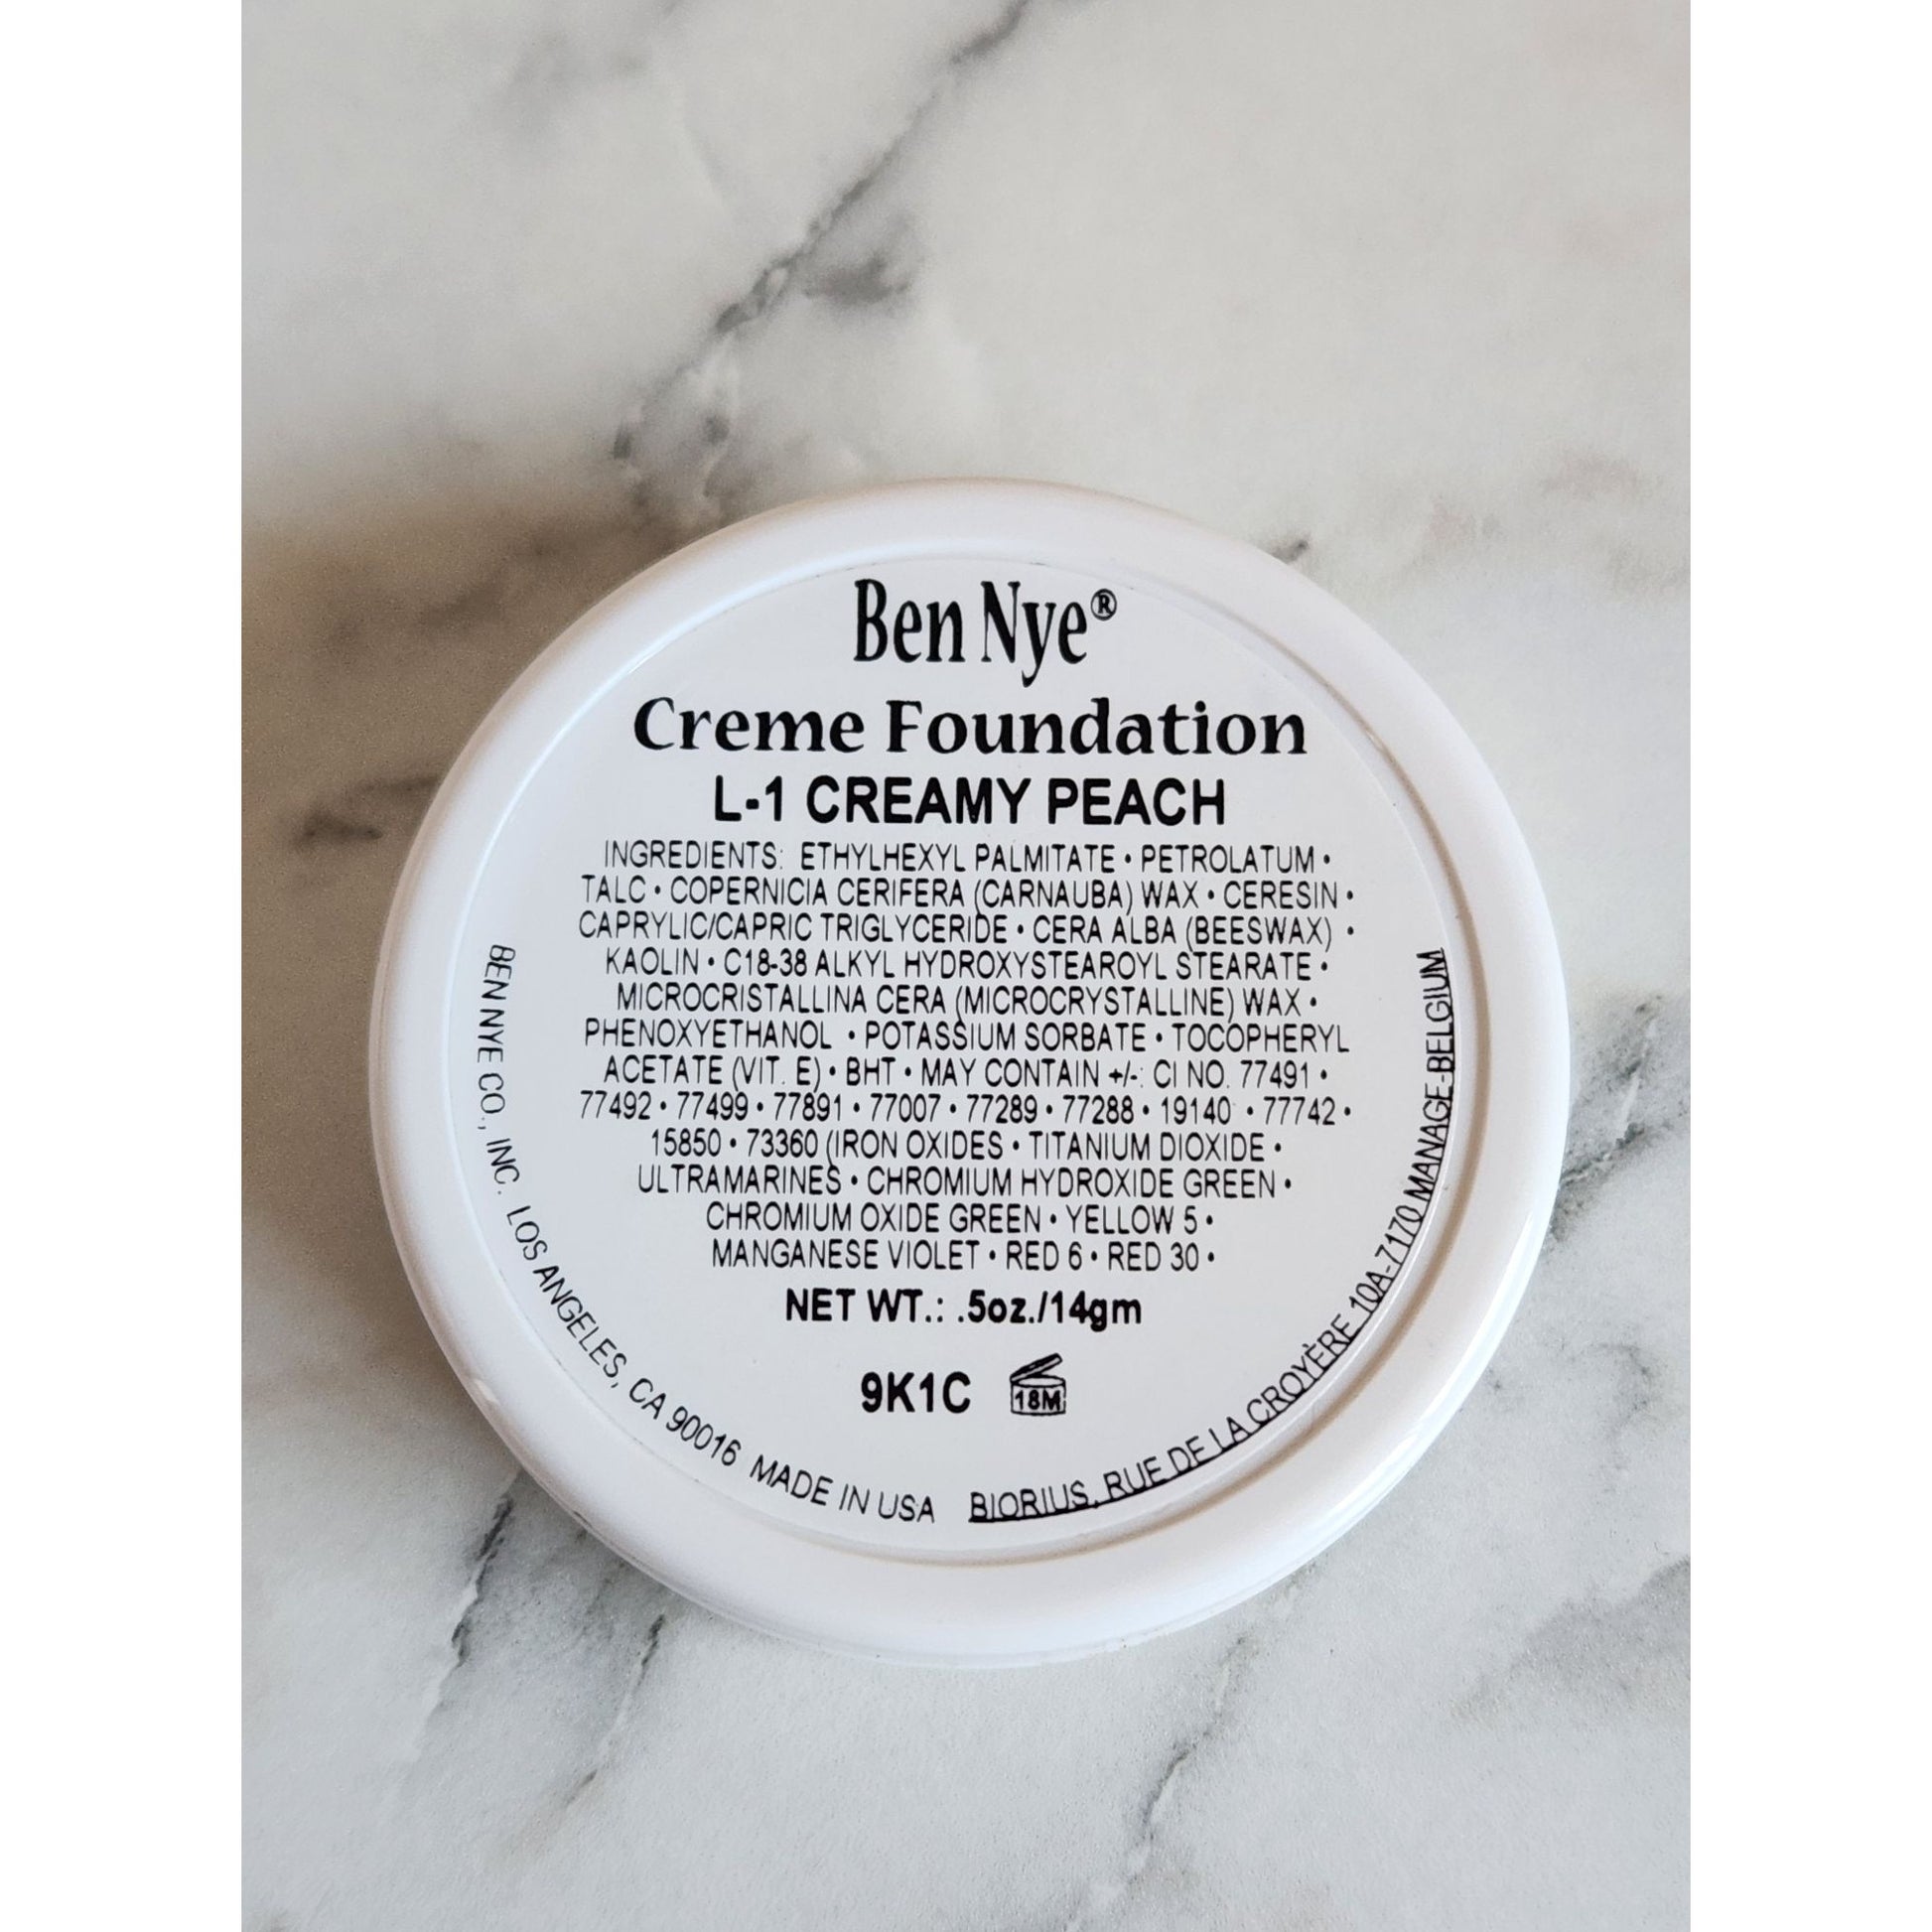 Ben Nye®
Creme Foundation
L-1 CREAMY PEACH
INGREDIENTS: ETHYLHEXYL PALMITATE • PETROLATUM •
TALC • COPERNICIA CERIFERA (CARNAUBA) WAX • CERESIN •
CAPRYLIC/CAPRIC TRIGLYCERIDE • CERA ALBA (BEESWAX) •
KAOLIN • C18-38 ALKYL HYDROXYSTEAROYL STEARATE •
MICROCRISTALLINA CERA (MICROCRYSTALLINE) WAX •
PHENOXYETHANOL • POTASSIUM SORBATE • TOCOPHERYL
ACETATE (VIT. E) • BHT • MAY CONTAIN +/-: CI NO. 77491 •
77492 • 77499 • 77891 • 77007 • 77289 • 77288 • 19140 • 77742 •
15850 • 73360 (IRON OXIDES • TITANIUM DIOXIDE •
ULTRAMARINES • CHROMIUM HYDROXIDE GREEN •
CHROMIUM OXIDE GREEN • YELLOW 5 •
MANGANESE VIOLET • RED 6 • RED 30 •
NET WT.: .5oz./14gm
9K1C 18M
BEN NYE CO., INC. LOS ANGELES, CA 90016 MADE IN USA
BIORIUS, RUE DE LA CROYÈRE 10A-7170 MANAGE-BELGIUM